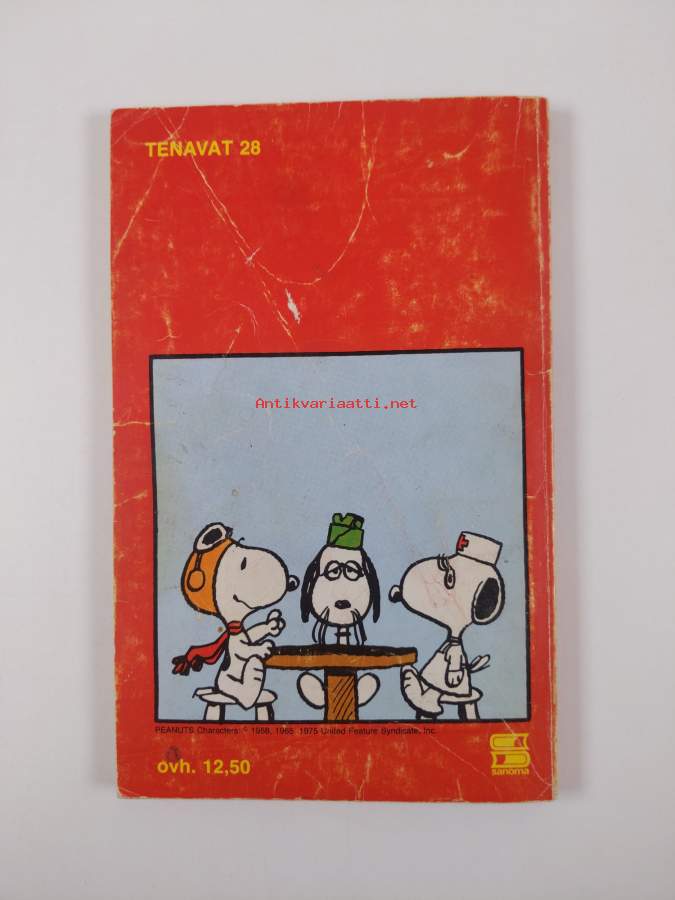 TENAVAT 28
Antikvariaatti.net
PEANUTS Characters: © 1958, 1965, 1975 United Feature Syndicate, Inc.
ovh. 12,50
sanoma